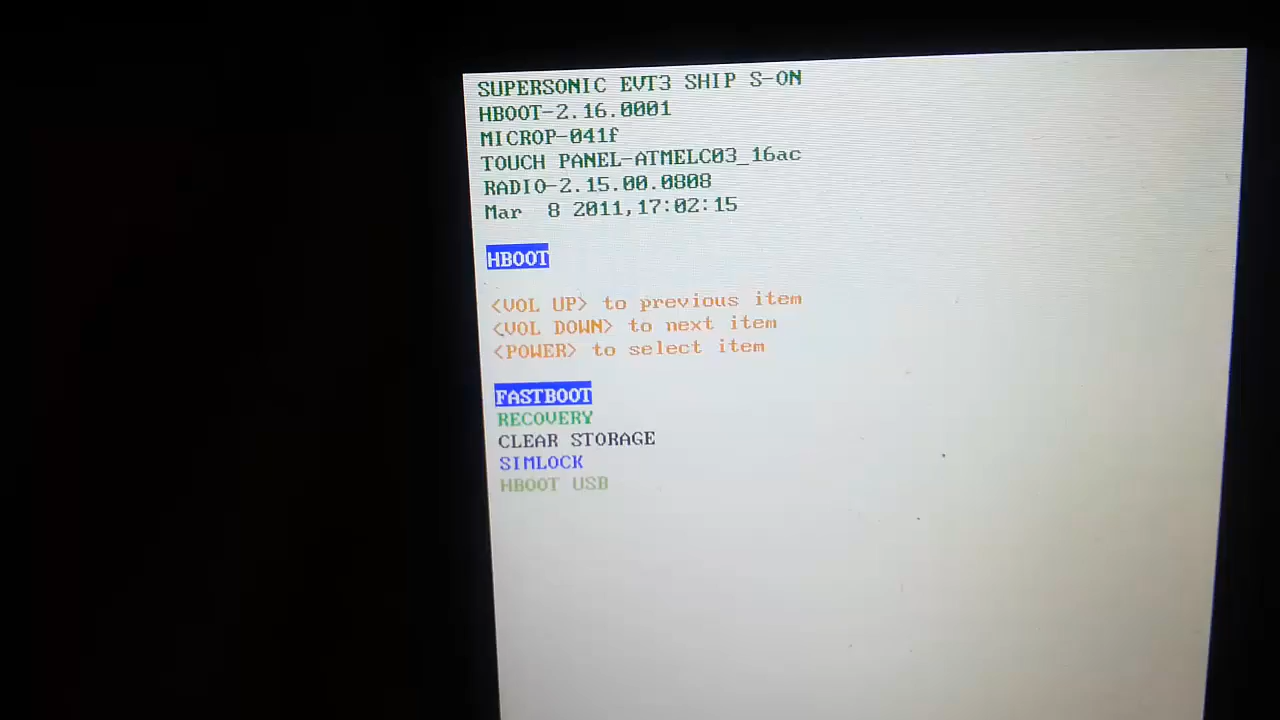 SUPERSONIC EVT3 SHIP S-ON
HBOOT-2.16.0001
MICROP-041f
TOUCH PANEL-ATMELC03_16ac
RADIO-2.15.00.0808
Mar  8 2011,17:02:15
HBOOT
<VOL UP> to previous item
<VOL DOWN> to next item
<POWER> to select item
FASTBOOT
RECOVERY
CLEAR STORAGE
SIMLOCK
HBOOT USB